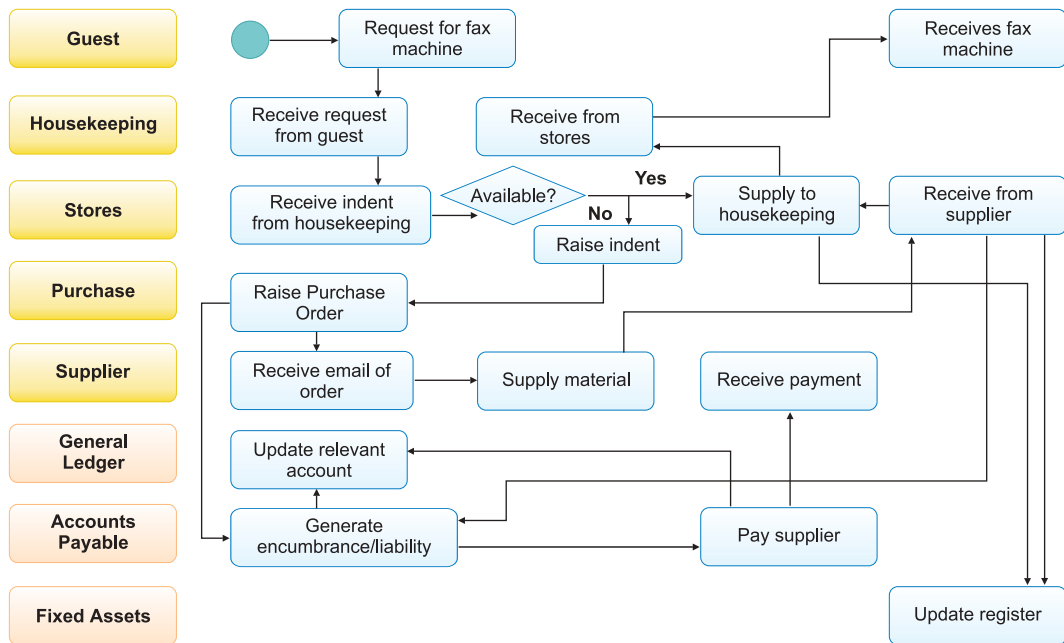 Guest
Request for fax
machine
Receives fax
machine
Housekeeping
Receive request
from guest
Receive from
stores
Stores
Receive indent
from housekeeping
Available?
Yes
No
Supply to
housekeeping
Receive from
supplier
Raise indent
Purchase
Raise Purchase
Order
Supplier
Receive email of
order
Supply material
Receive payment
General
Ledger
Update relevant
account
Accounts
Payable
Generate
encumbrance/liability
Pay supplier
Fixed Assets
Update register